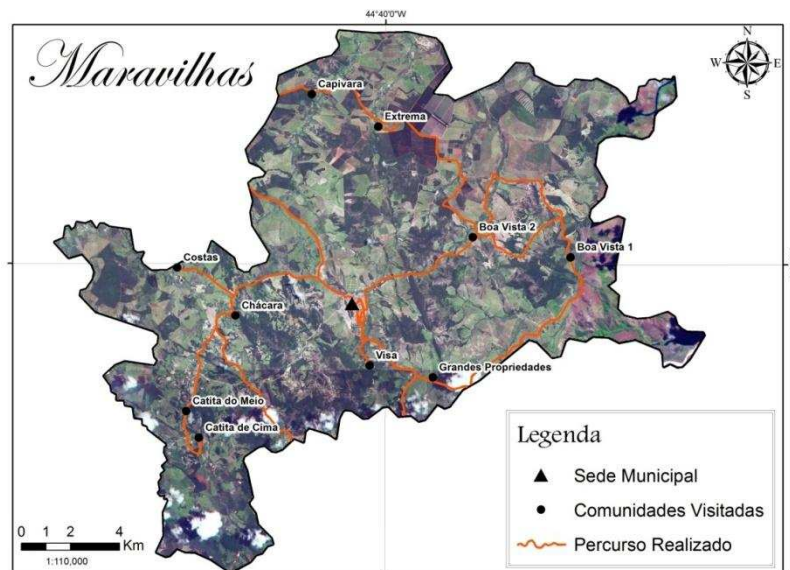 44°40'0"W
Maravilhas
N
W E
S
Capivara
Extrema
Boa Vista 2
Boa Vista 1
Costas
Chácara
Visa
Grandes Propriedades
Catita do Meio
Catita de Cima
Legenda
Sede Municipal
Comunidades Visitadas
Percurso Realizado
0 1 2 4
Km
1:110,000